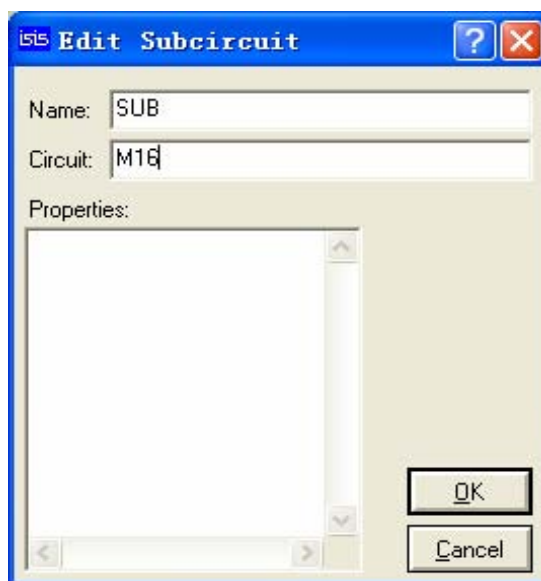 isis Edit Subcircuit
Name: SUB
Circuit: M16
Properties:
OK
Cancel